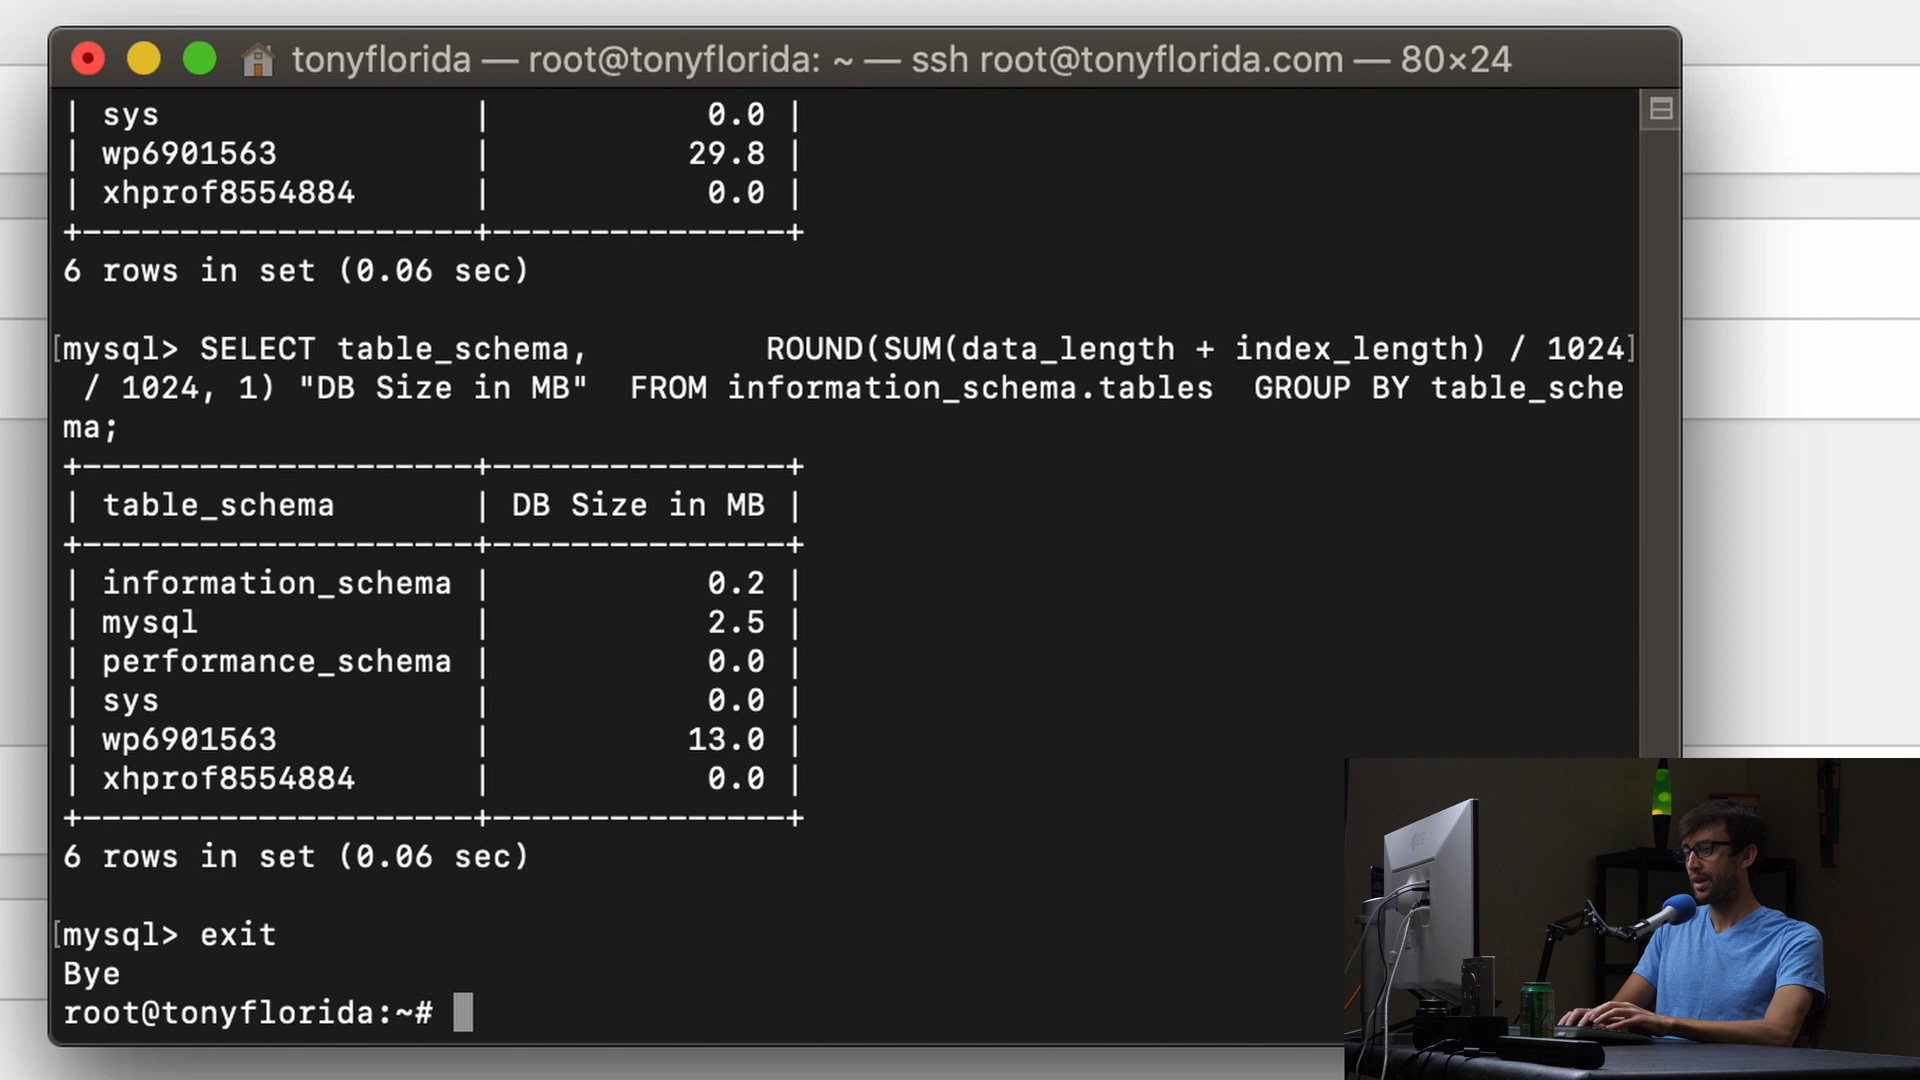 tonyflorida — root@tonyflorida: ~ — ssh root@tonyflorida.com — 80×24
| sys                | 0.0 |
| wp6901563          | 29.8 |
| xhprof8554884      | 0.0 |
+--------------------+--------------+
6 rows in set (0.06 sec)
[mysql> SELECT table_schema,        ROUND(SUM(data_length + index_length) / 1024]
 / 1024, 1) "DB Size in MB"  FROM information_schema.tables  GROUP BY table_sche
ma;
+--------------------+--------------+
| table_schema       | DB Size in MB |
+--------------------+--------------+
| information_schema | 0.2 |
| mysql              | 2.5 |
| performance_schema | 0.0 |
| sys                | 0.0 |
| wp6901563          | 13.0 |
| xhprof8554884      | 0.0 |
+--------------------+--------------+
6 rows in set (0.06 sec)
[mysql> exit
Bye
root@tonyflorida:~#